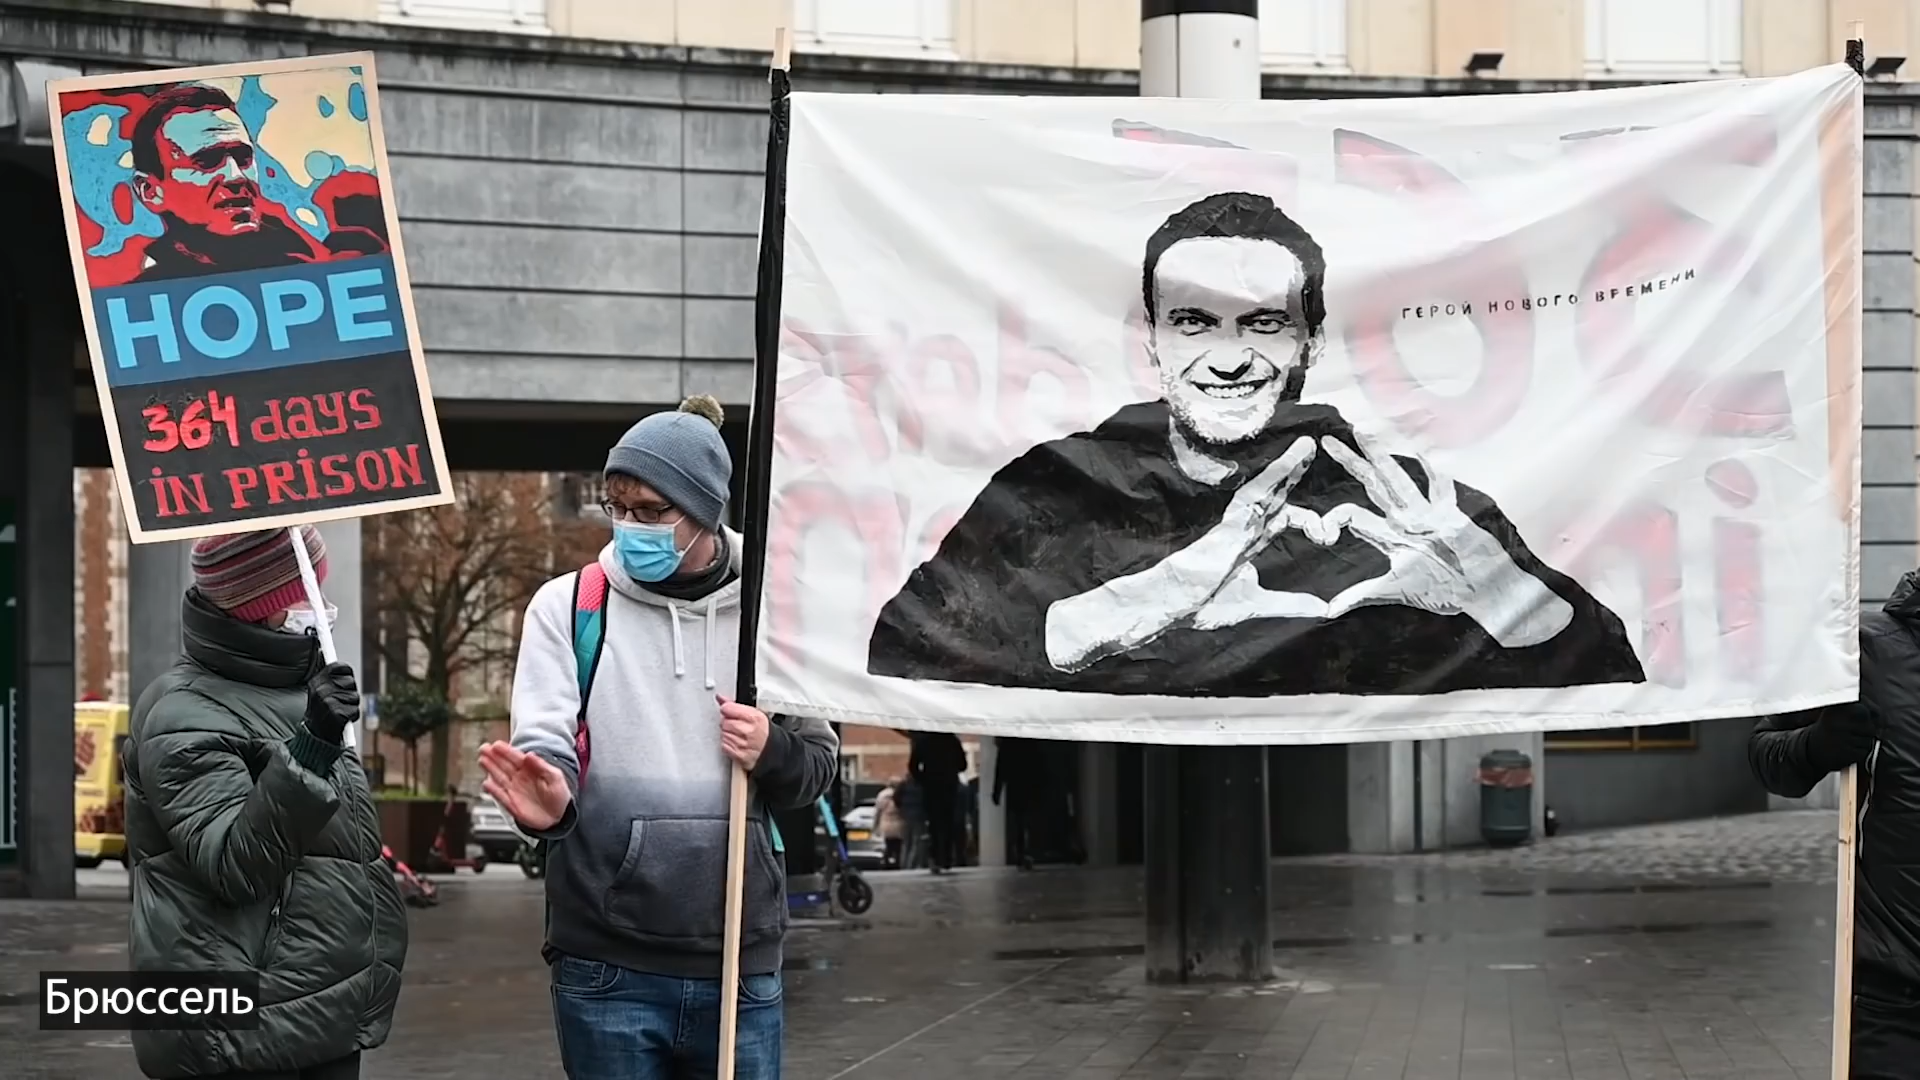 HOPE
364 days
iN PRiSON
ГЕРОЙ НОВОГО ВРЕМЕНИ
Брюссель